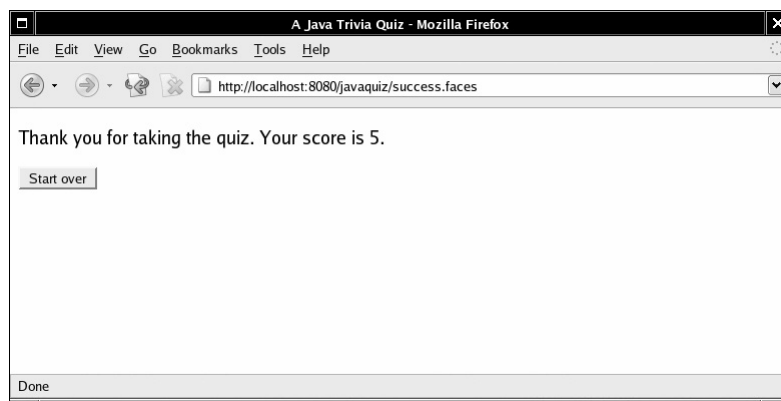 A Java Trivia Quiz - Mozilla Firefox
File Edit View Go Bookmarks Tools Help
http://localhost:8080/javaquiz/success.faces
Thank you for taking the quiz. Your score is 5.
Start over
Done